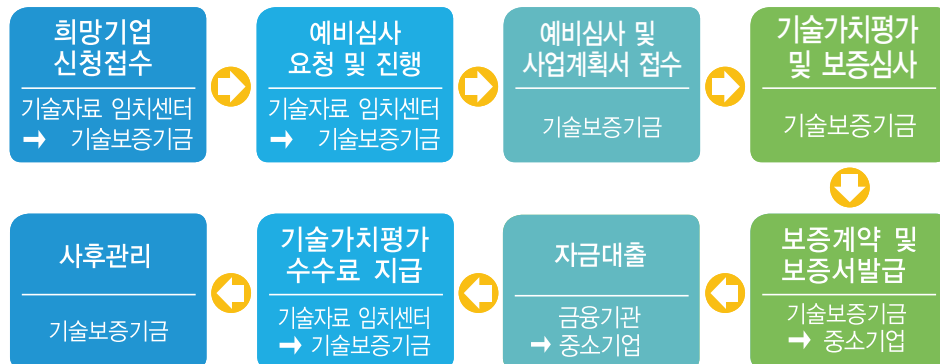 희망기업
신청접수
기술자료 임치센터
→ 기술보증기금
예비심사
요청 및 진행
기술자료 임치센터
→ 기술보증기금
예비심사 및
사업계획서 접수
기술보증기금
기술가치평가
및 보증심사
기술보증기금
보증계약 및
보증서발급
기술보증기금
→ 중소기업
자금대출
금융기관
→ 중소기업
기술가치평가
수수료 지급
기술자료 임치센터
→ 기술보증기금
사후관리
기술보증기금